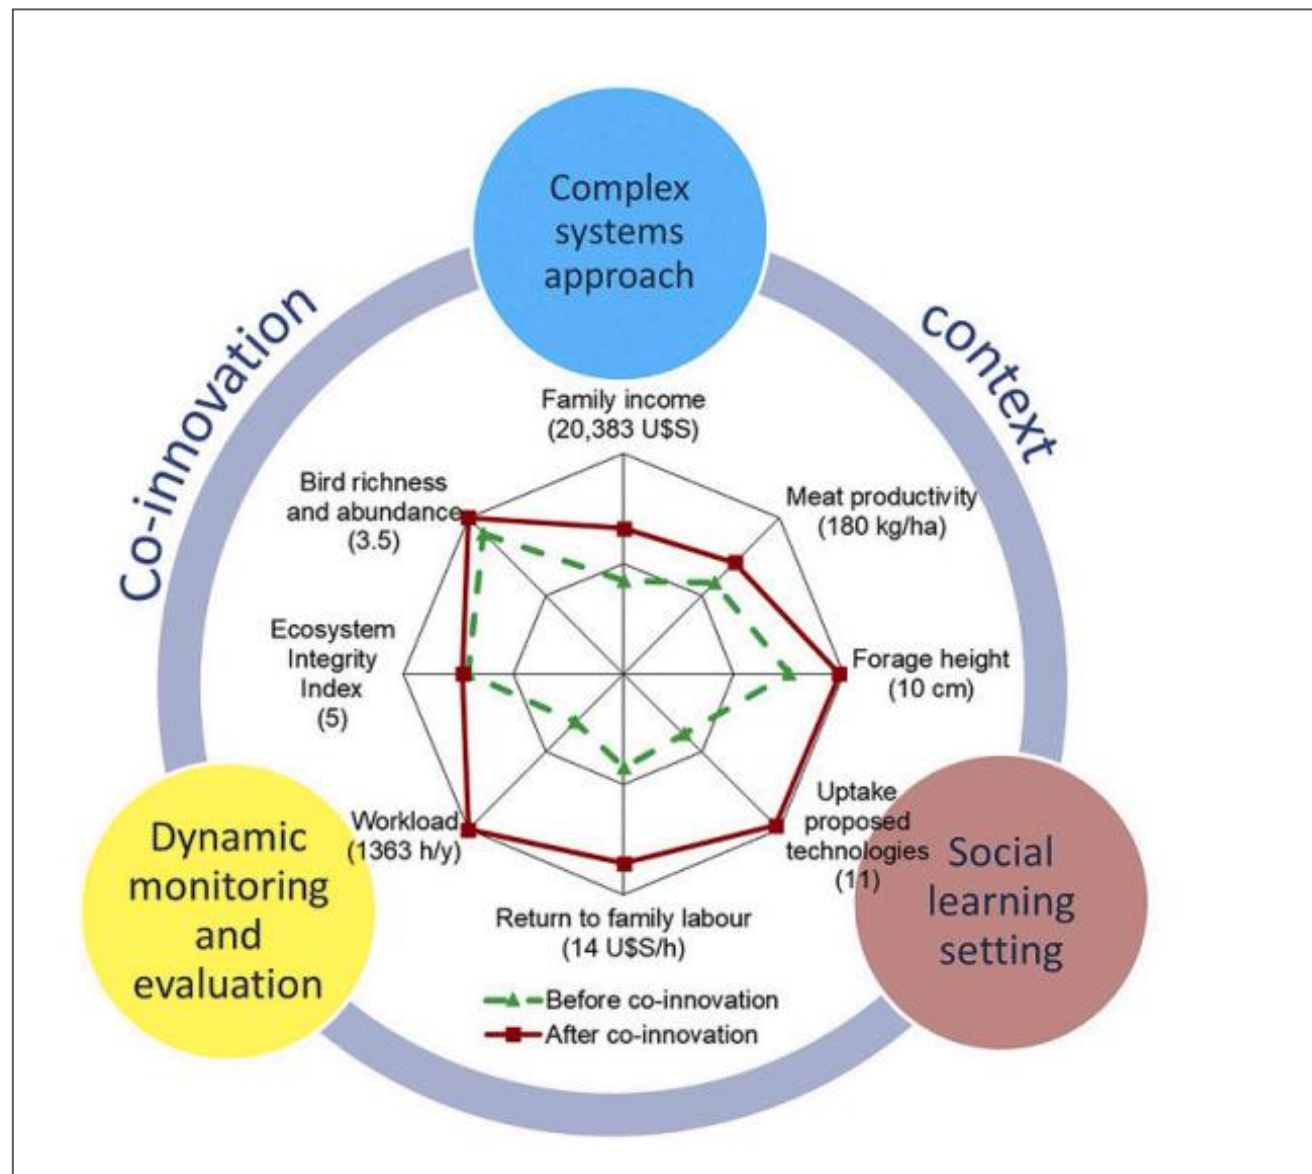 Complex
systems
approach
Co-innovation
context
Family income
(20,383 U$S)
Bird richness
and abundance
(3.5)
Meat productivity
(180 kg/ha)
Ecosystem
Integrity
Index
(5)
Forage height
(10 cm)
Workload
(1363 h/y)
Uptake
proposed
technologies
(11)
Dynamic
monitoring
and
evaluation
Social
learning
setting
Return to family labour
(14 U$S/h)
Before co-innovation
After co-innovation